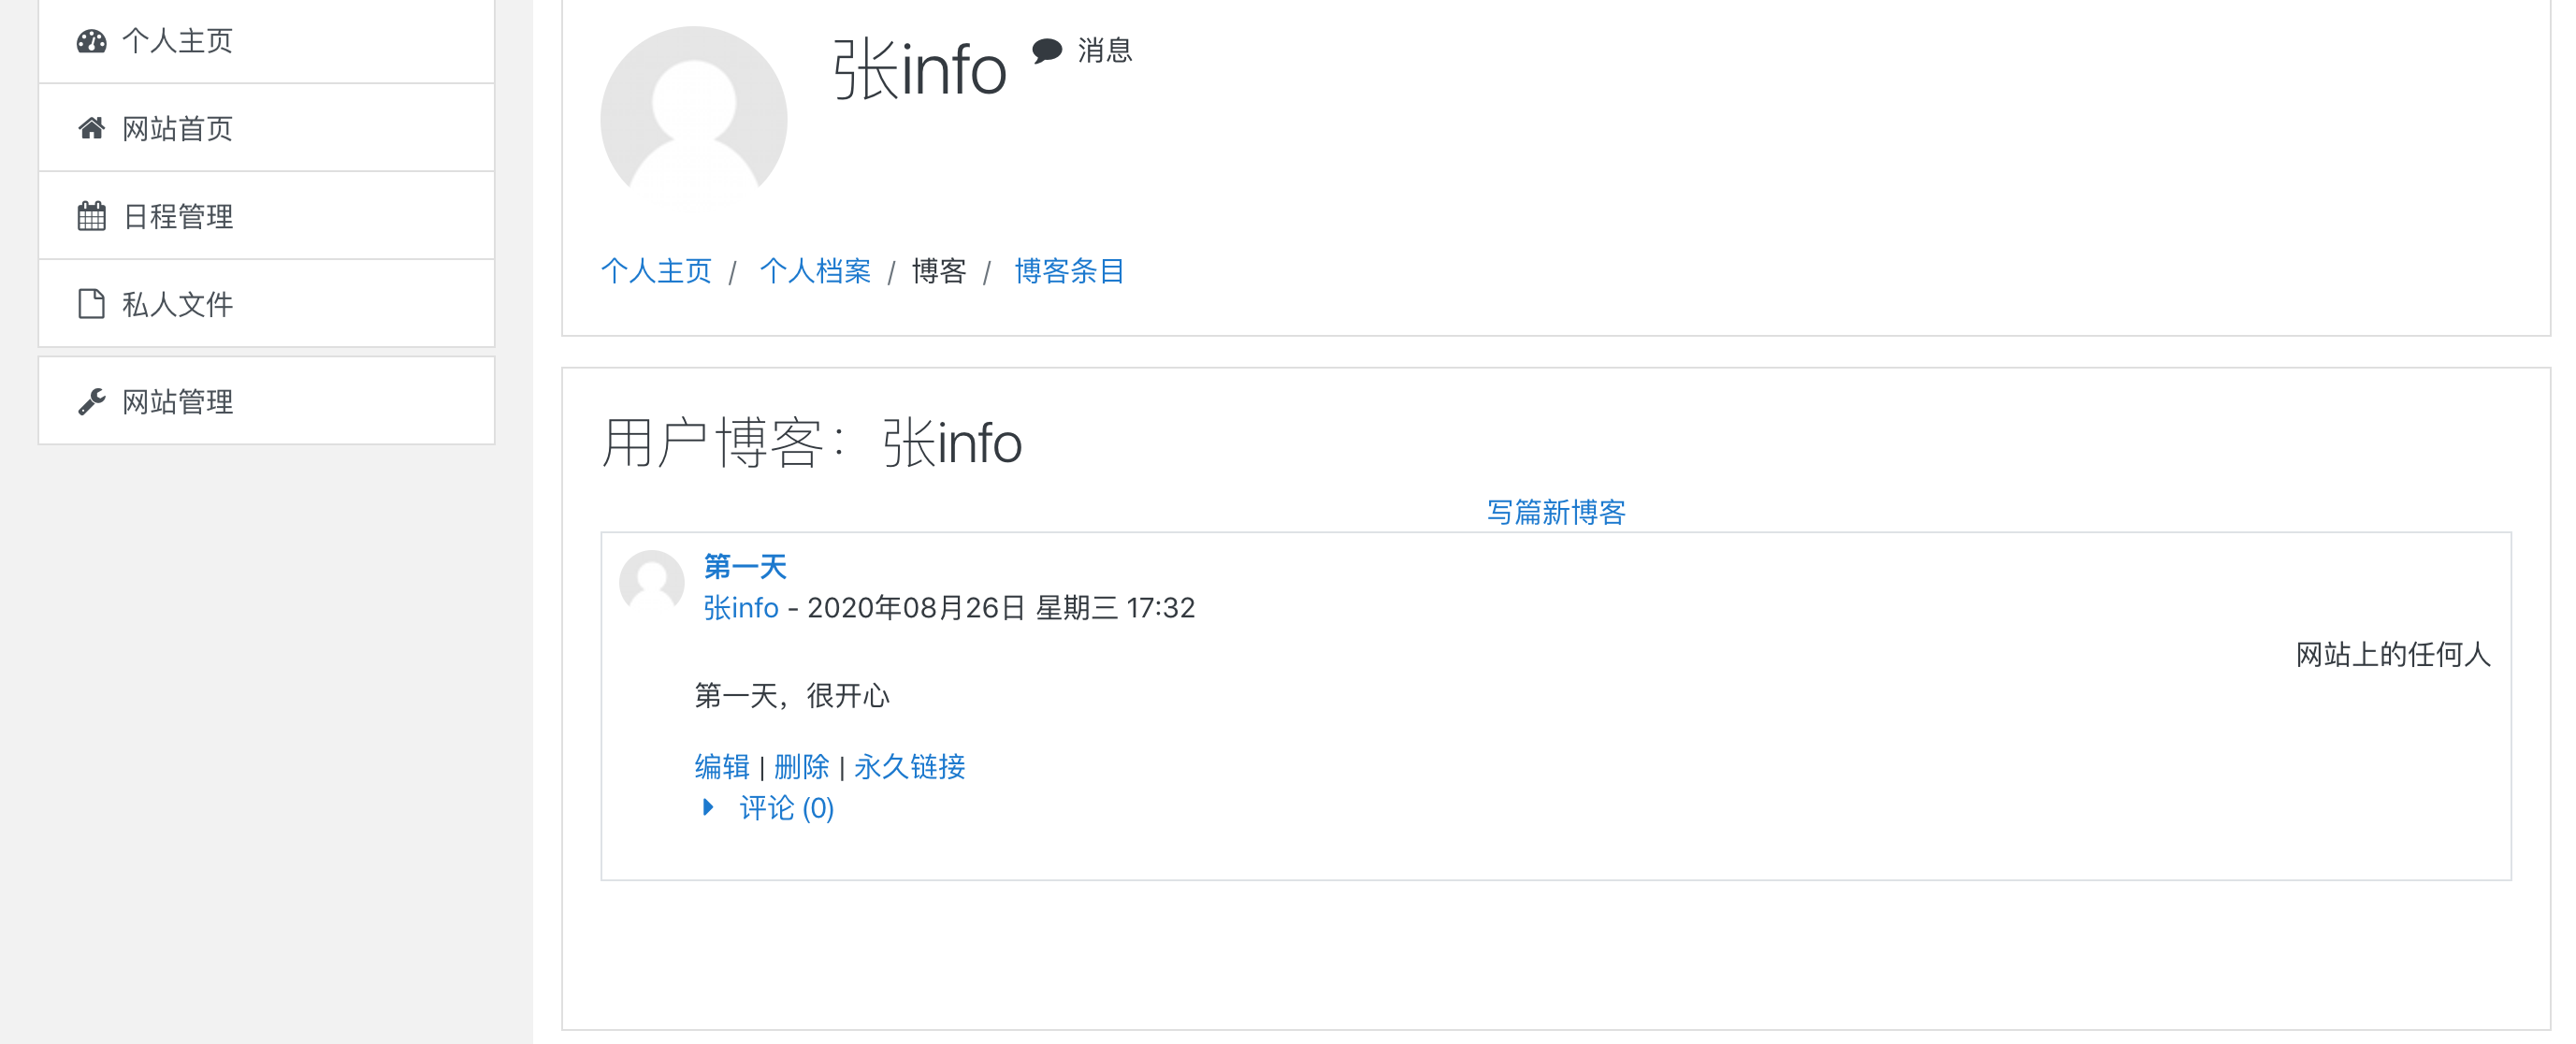 个人主页
网站首页
日程管理
私人文件
网站管理
张info 消息
个人主页 / 个人档案 / 博客 / 博客条目
用户博客：张info
写篇新博客
第一天
张info - 2020年08月26日 星期三 17:32
网站上的任何人
第一天，很开心
编辑 | 删除 | 永久链接
评论 (0)